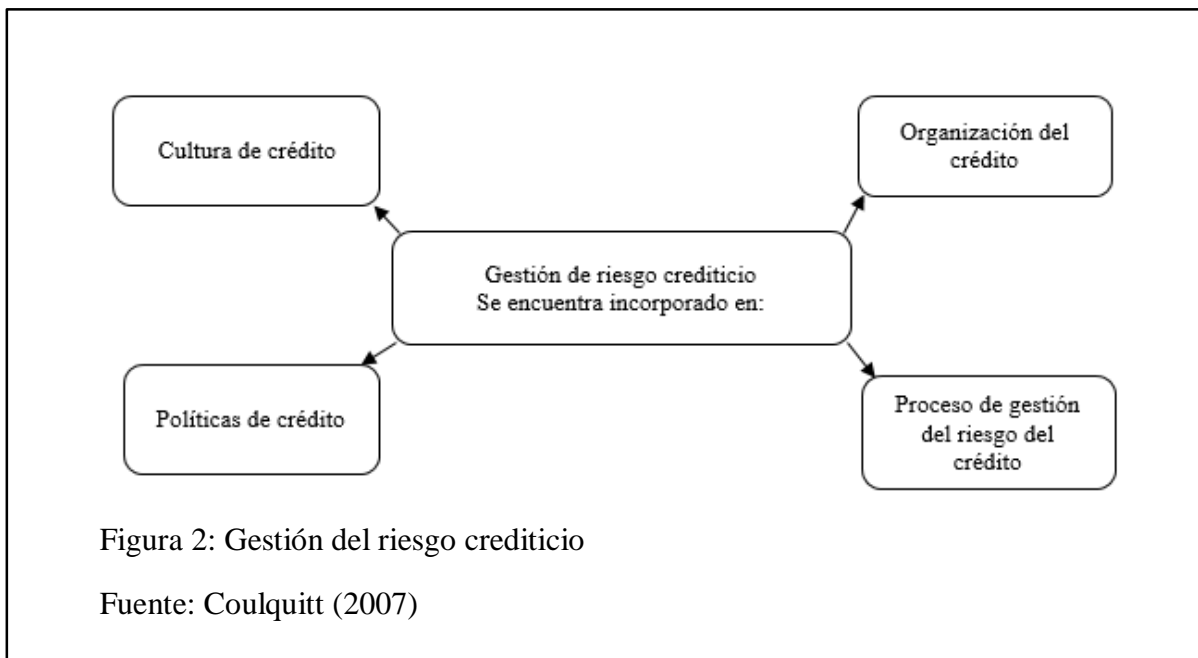 Cultura de crédito
Organización del
crédito
Gestión de riesgo crediticio
Se encuentra incorporado en:
Políticas de crédito
Proceso de gestión
del riesgo del
crédito
Figura 2: Gestión del riesgo crediticio
Fuente: Coulquitt (2007)